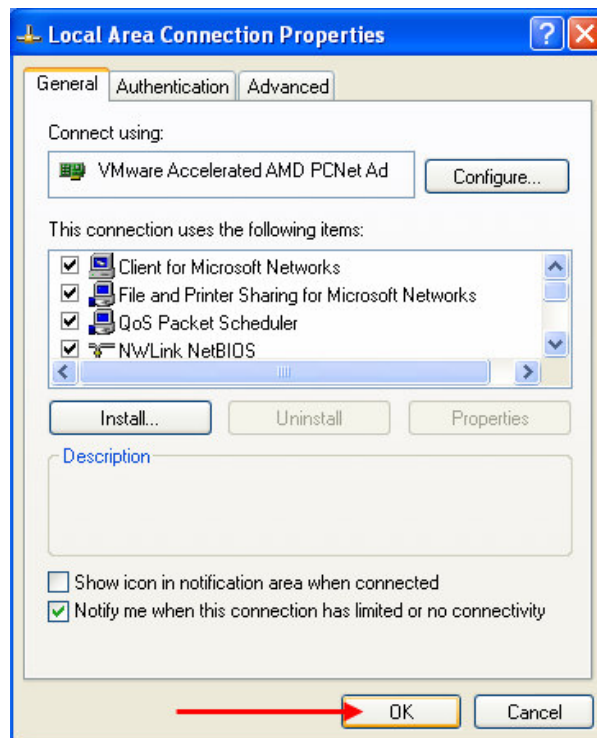 Local Area Connection Properties
General Authentication Advanced
Connect using:
VMware Accelerated AMD PCNet Ad Configure...
This connection uses the following items:
Client for Microsoft Networks
File and Printer Sharing for Microsoft Networks
QoS Packet Scheduler
NWLink NetBIOS
Install... Uninstall Properties
Description
Show icon in notification area when connected
Notify me when this connection has limited or no connectivity
OK Cancel